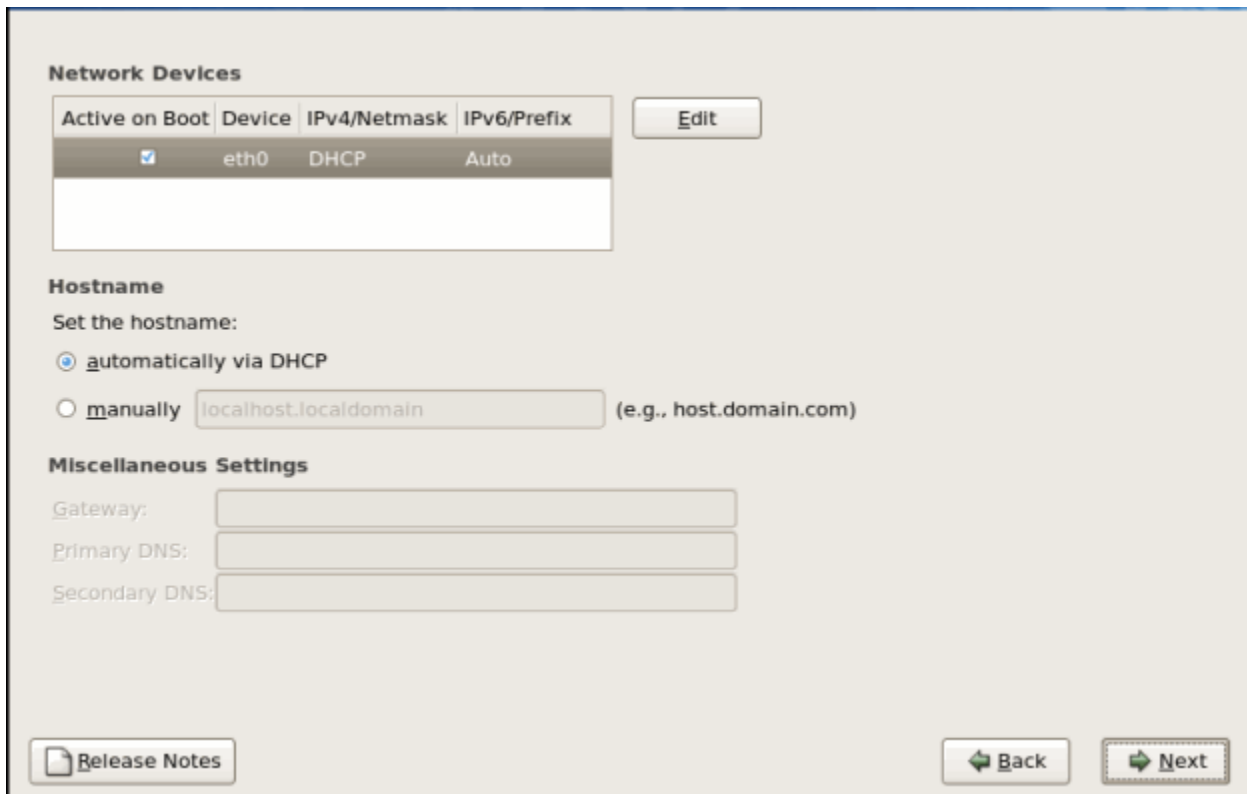 Network Devices
Active on Boot Device IPv4/Netmask IPv6/Prefix
Edit
eth0 DHCP Auto
Hostname
Set the hostname:
automatically via DHCP
manually localhost.localdomain (e.g., host.domain.com)
Miscellaneous Settings
Gateway:
Primary DNS:
Secondary DNS:
Release Notes
Back
Next